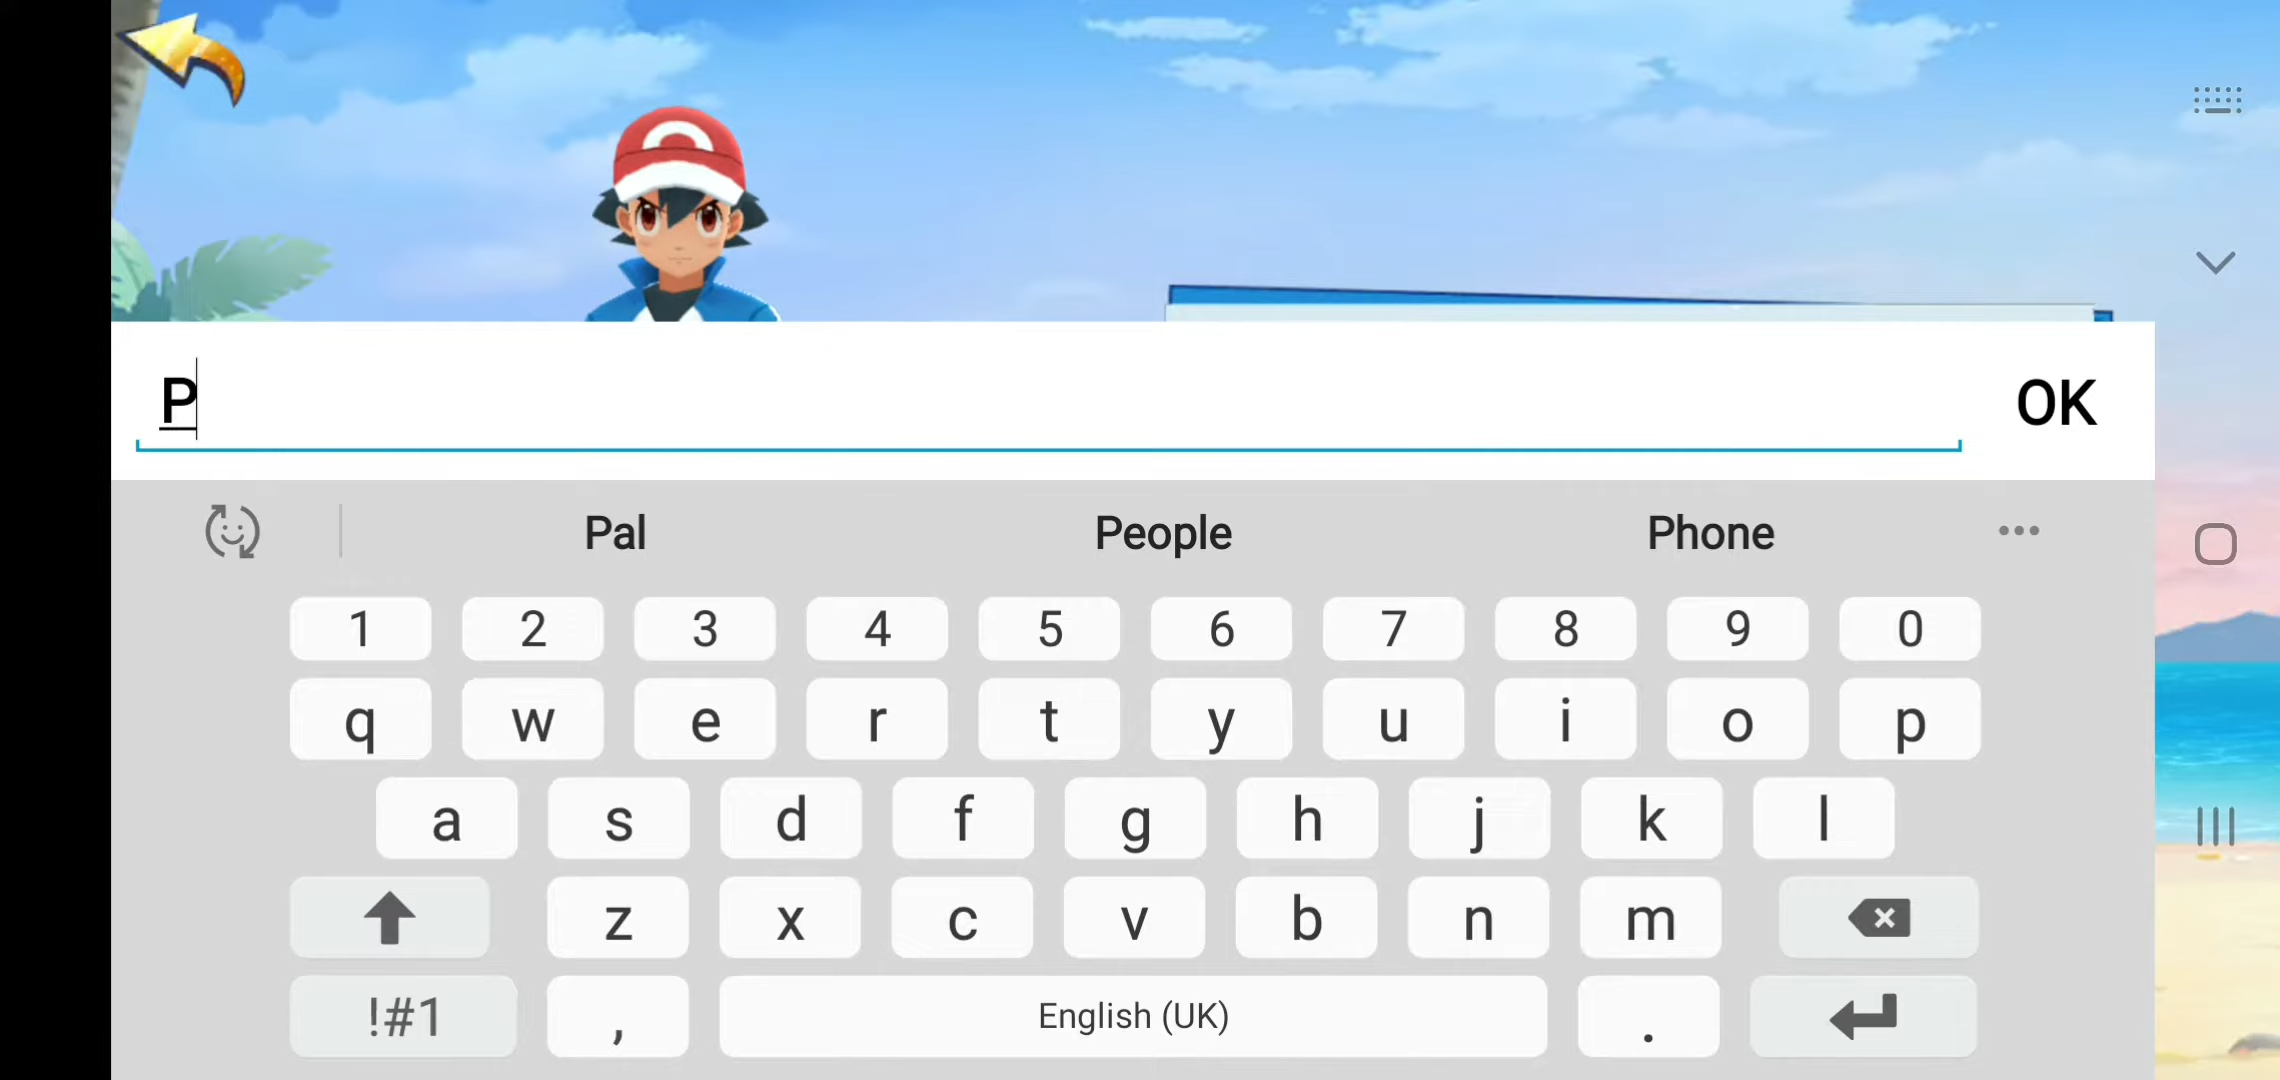 P
OK
Pal People Phone
1 2 3 4 5 6 7 8 9 0
q w e r t y u i o p
a s d f g h j k l
z x c v b n m
!#1 , English (UK) .